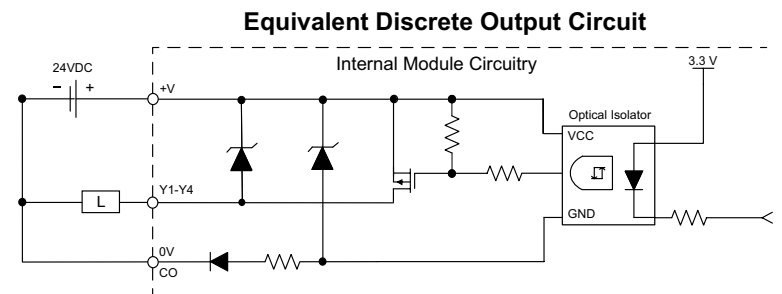 Equivalent Discrete Output Circuit
Internal Module Circuitry
24VDC
3.3 V
− +
+V
Optical Isolator
VCC
Y1-Y4
L
GND
0V
CO